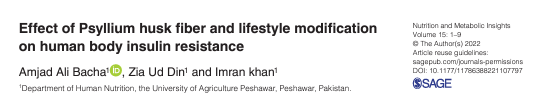 Effect of Psyllium husk fiber and lifestyle modification
on human body insulin resistance
Amjad Ali Bacha¹iD, Zia Ud Din¹ and Imran khan¹
¹Department of Human Nutrition, the University of Agriculture Peshawar, Peshawar, Pakistan.
Nutrition and Metabolic Insights
Volume 15: 1–9
© The Author(s) 2022
Article reuse guidelines:
sagepub.com/journals-permissions
DOI: 10.1177/11786388221107797
SAGE